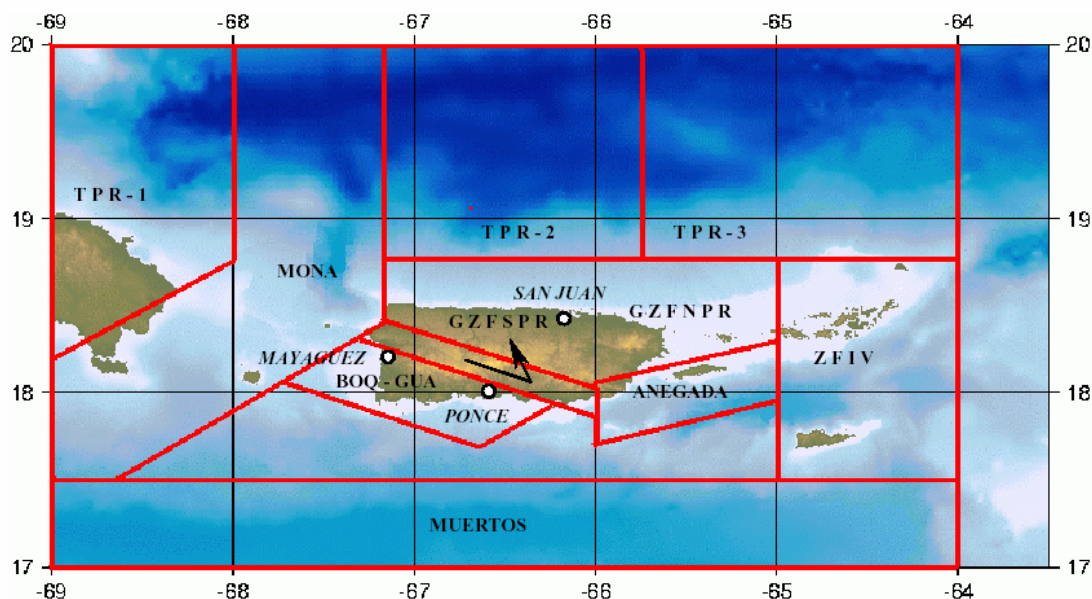 -69 -68 -67 -66 -65 -64
20 20
TPR-1
19 19
TPR-2 TPR-3
MONA
SAN JUAN
GZFNPR
GZFSPR
MAYAGUEZ ZFIV
BOQ-GUA
18 ANEGADA 18
PONCE
MUERTOS
17 17
-69 -68 -67 -66 -65 -64